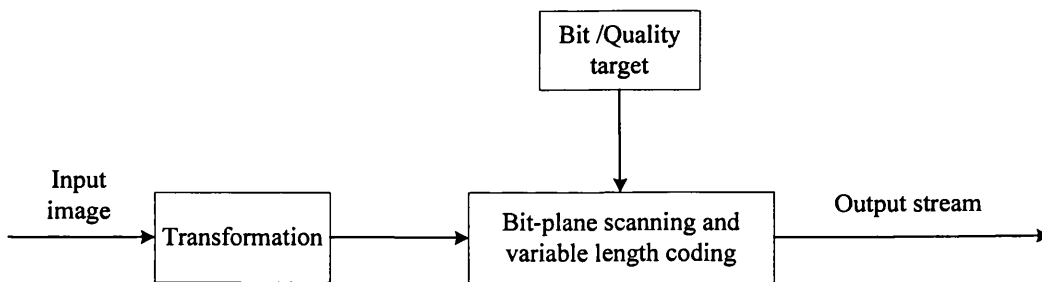 Bit /Quality
target
Input
image
Transformation
Bit-plane scanning and
variable length coding
Output stream